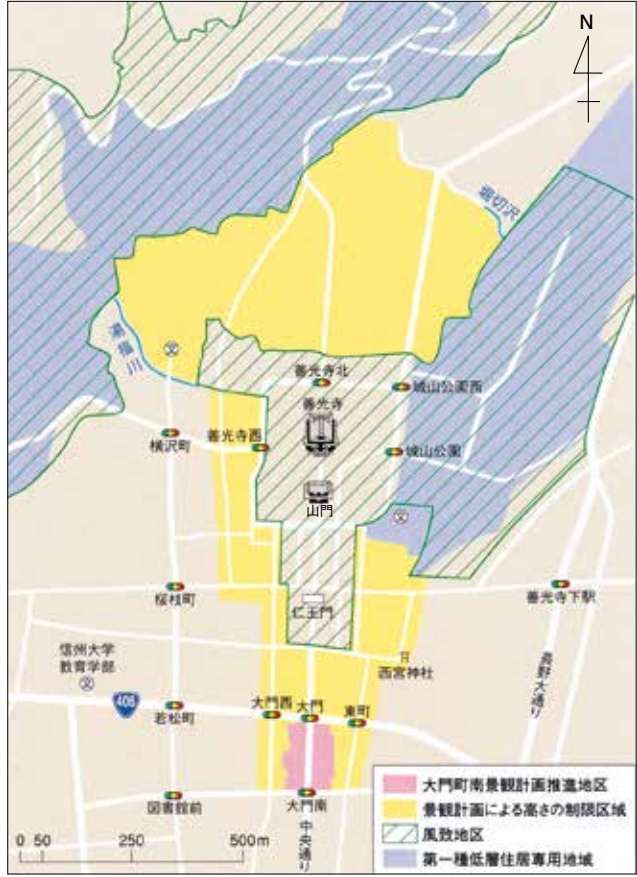 N
堀切沢
湯福川
善光寺北
城山公園西
善光寺
横沢町
善光寺西
城山公園
山門
桜枝町
仁王門
善光寺下駅
信州大学
教育学部
西宮神社
長野大通り
406
若松町
大門西
大門
東町
図書館前
大門南
中央通り
大門町南景観計画推進地区
景観計画による高さの制限区域
風致地区
第一種低層住居専用地域
0 50 250 500m